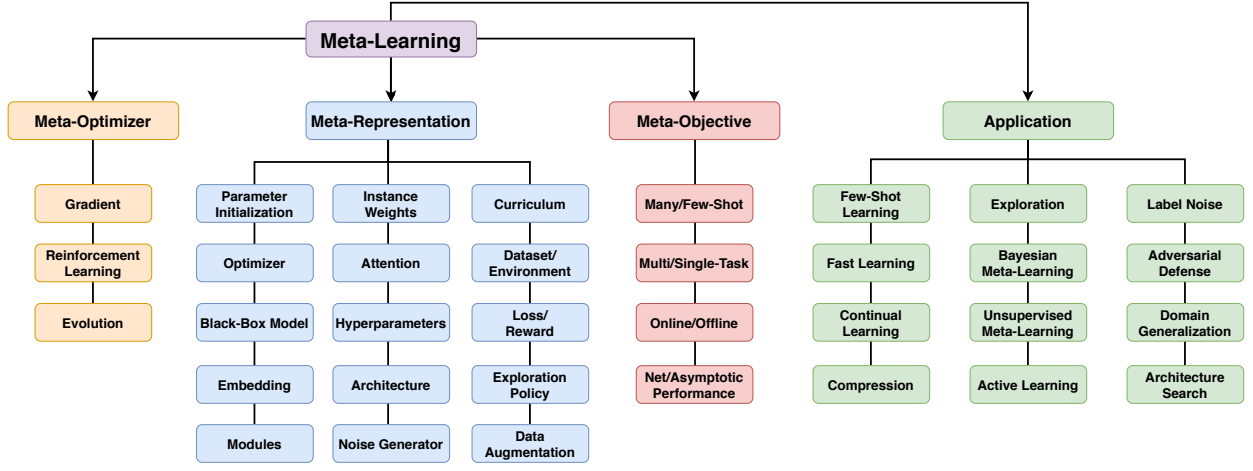 Meta-Learning
Meta-Optimizer
Meta-Representation
Meta-Objective
Application
Gradient
Reinforcement
Learning
Evolution
Parameter
Initialization
Optimizer
Black-Box Model
Embedding
Modules
Instance
Weights
Attention
Hyperparameters
Architecture
Noise Generator
Curriculum
Dataset/
Environment
Loss/
Reward
Exploration
Policy
Data
Augmentation
Many/Few-Shot
Multi/Single-Task
Online/Offline
Net/Asymptotic
Performance
Few-Shot
Learning
Fast Learning
Continual
Learning
Compression
Exploration
Bayesian
Meta-Learning
Unsupervised
Meta-Learning
Active Learning
Label Noise
Adversarial
Defense
Domain
Generalization
Architecture
Search